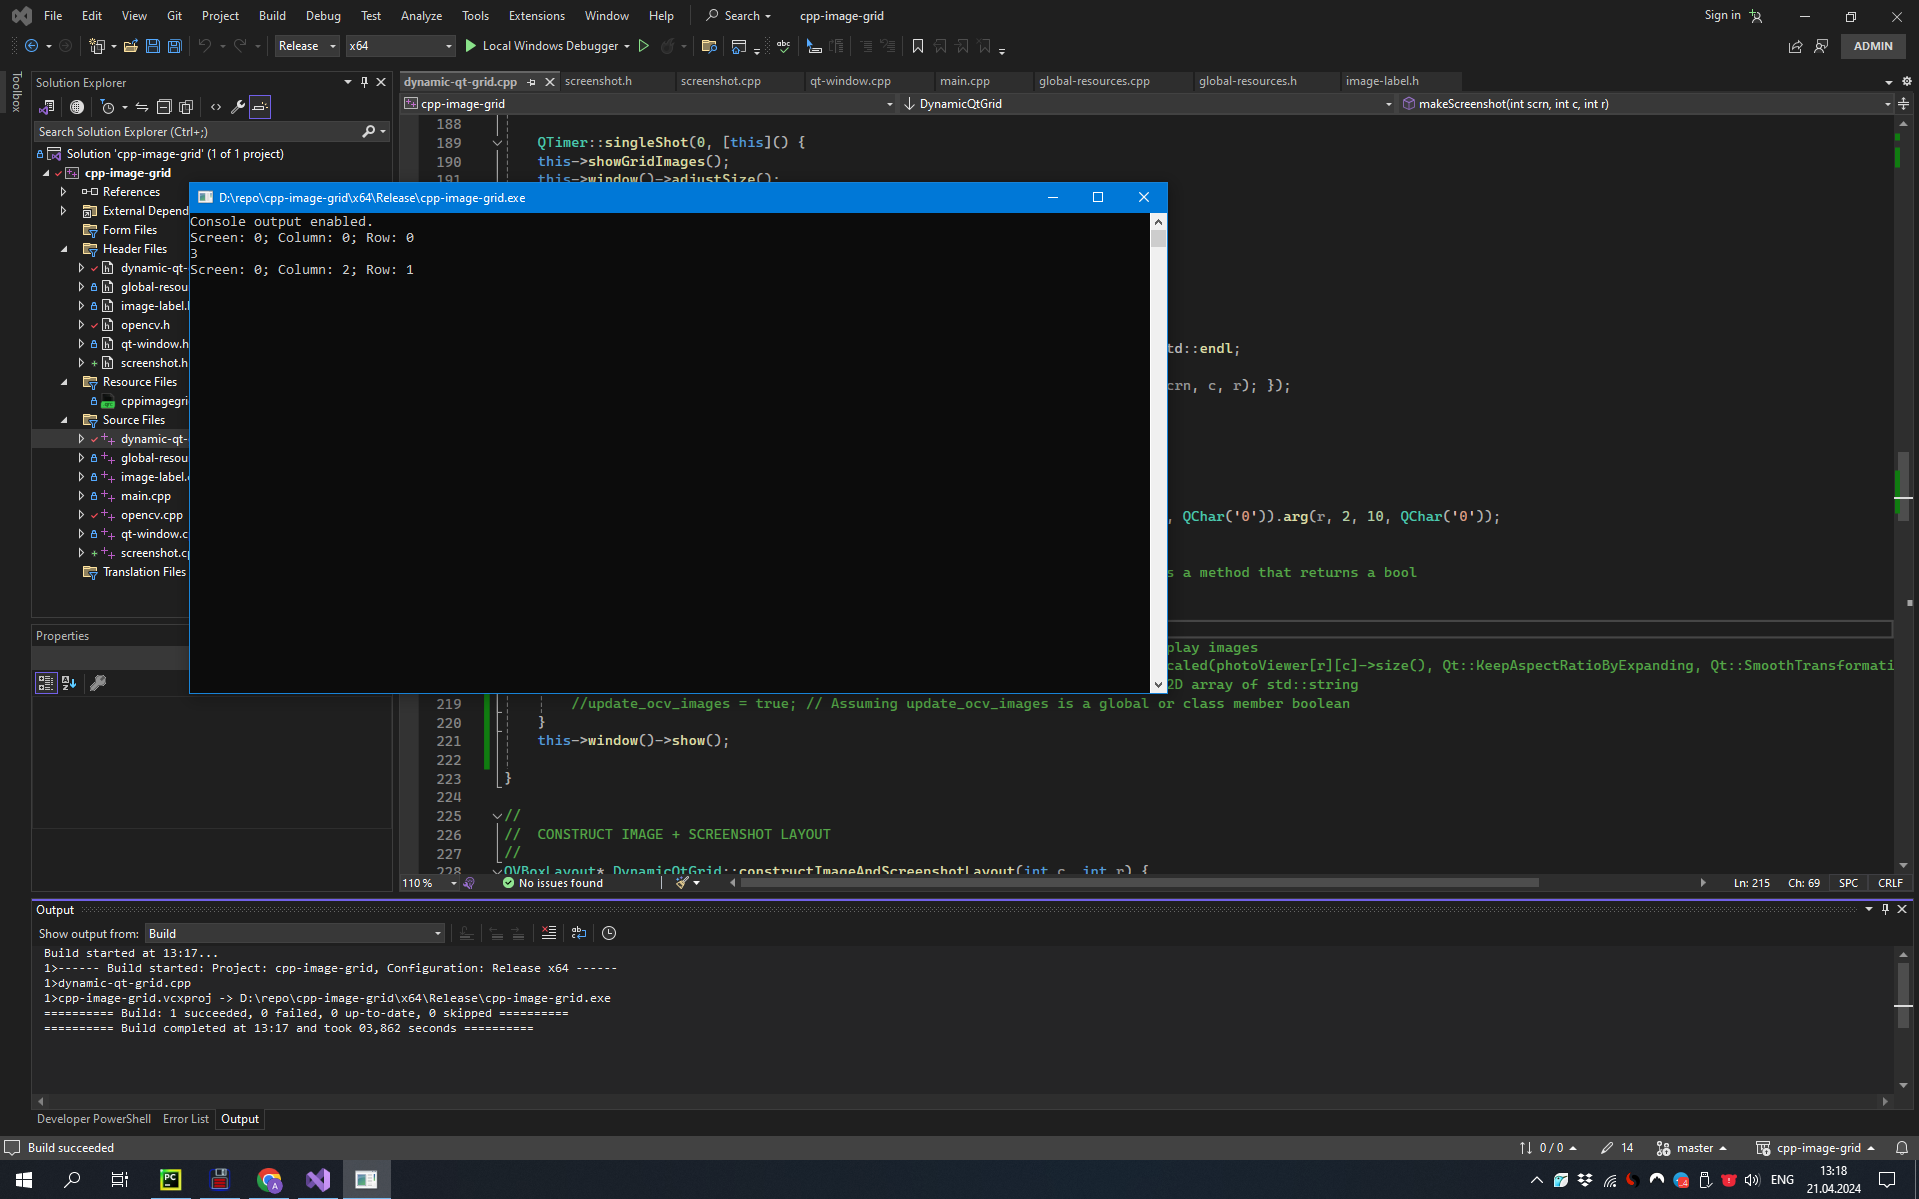 File Edit View Git Project Build Debug Test Analyze Tools Extensions Window Help Search cpp-image-grid Sign in
Release x64 Local Windows Debugger ADMIN
Toolbox
Solution Explorer
Search Solution Explorer (Ctrl+;)
Solution 'cpp-image-grid' (1 of 1 project)
cpp-image-grid
References
External Depend
Form Files
Header Files
dynamic-qt-
global-resou
image-label.
opencv.h
qt-window.h
screenshot.h
Resource Files
cppimagegri
Source Files
dynamic-qt-
global-resou
image-label.
main.cpp
opencv.cpp
qt-window.c
screenshot.cp
Translation Files
Properties
dynamic-qt-grid.cpp screenshot.h screenshot.cpp qt-window.cpp main.cpp global-resources.cpp global-resources.h image-label.h
cpp-image-grid DynamicQtGrid makeScreenshot(int scrn, int c, int r)
188
189 QTimer::singleShot(0, [this]() {
190 this->showGridImages();
191 this->window()->adjustSize();
D:\repo\cpp-image-grid\x64\Release\cpp-image-grid.exe
Console output enabled.
Screen: 0; Column: 0; Row: 0
3
Screen: 0; Column: 2; Row: 1
td::endl;
crn, c, r); });
, QChar('0')).arg(r, 2, 10, QChar('0'));
s a method that returns a bool
play images
caled(photoViewer[r][c]->size(), Qt::KeepAspectRatioByExpanding, Qt::SmoothTransformati
2D array of std::string
219 //update_ocv_images = true; // Assuming update_ocv_images is a global or class member boolean
220 }
221 this->window()->show();
222
223 }
224
225 //
226 // CONSTRUCT IMAGE + SCREENSHOT LAYOUT
227 //
228 QVBoxLayout* DynamicQtGrid::constructImageAndScreenshotLayout(int c, int r) {
110 % No issues found Ln: 215 Ch: 69 SPC CRLF
Output
Show output from: Build
Build started at 13:17...
1>------ Build started: Project: cpp-image-grid, Configuration: Release x64 ------
1>dynamic-qt-grid.cpp
1>cpp-image-grid.vcxproj -> D:\repo\cpp-image-grid\x64\Release\cpp-image-grid.exe
========== Build: 1 succeeded, 0 failed, 0 up-to-date, 0 skipped ==========
========== Build completed at 13:17 and took 03,862 seconds ==========
Developer PowerShell Error List Output
Build succeeded 0 / 0 14 master cpp-image-grid
ENG 13:18
21.04.2024